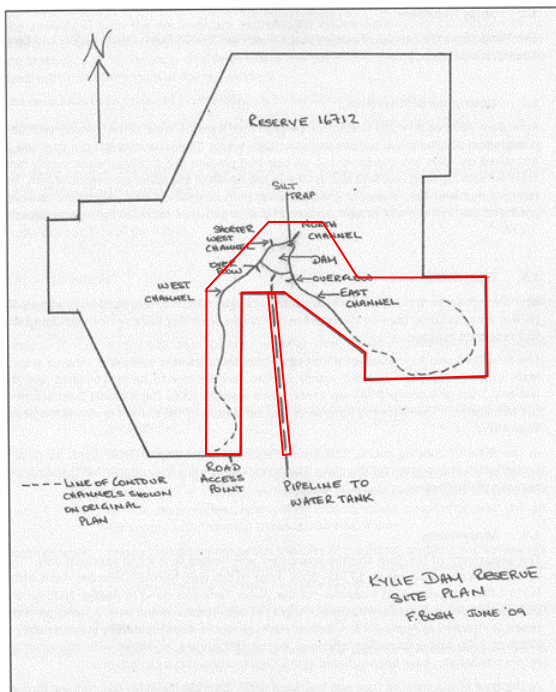 N
RESERVE 16712
SILT
TRAP
SHORTER
WEST
CHANNEL
NORTH
CHANNEL
DAM
OVER
FLOW
OVERFLOW
WEST
CHANNEL
EAST
CHANNEL
ROAD
ACCESS
POINT
PIPELINE TO
WATER TANK
LINE OF CONTOUR
CHANNELS SHOWN
ON ORIGINAL
PLAN
KYLIE DAM RESERVE
SITE PLAN
F. BUSH JUNE '09